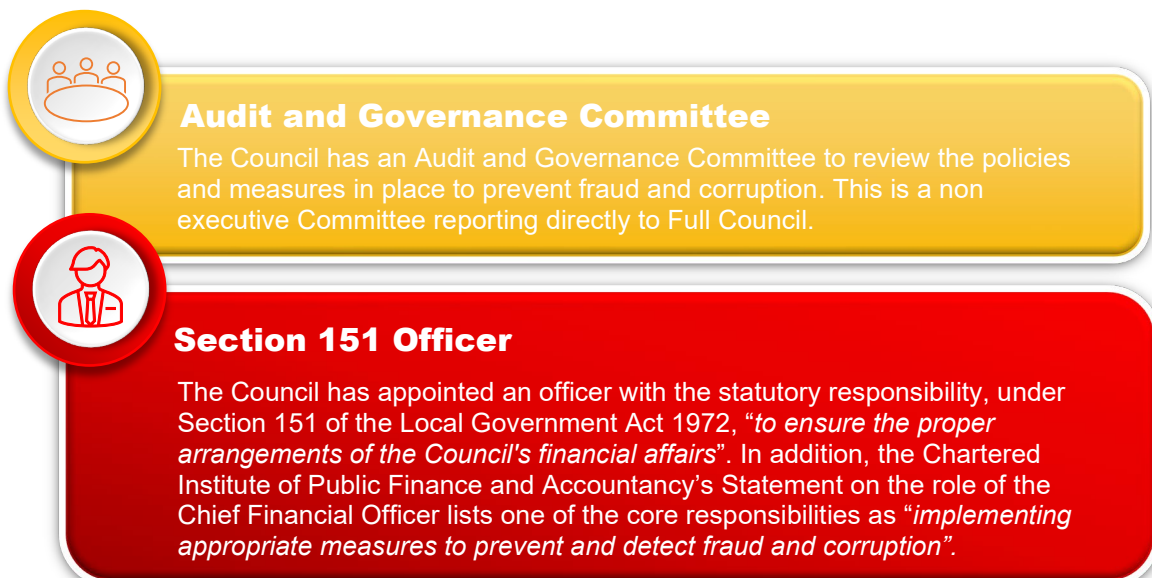 Audit and Governance Committee
The Council has an Audit and Governance Committee to review the policies
and measures in place to prevent fraud and corruption. This is a non
executive Committee reporting directly to Full Council.
Section 151 Officer
The Council has appointed an officer with the statutory responsibility, under
Section 151 of the Local Government Act 1972, “to ensure the proper
arrangements of the Council's financial affairs”. In addition, the Chartered
Institute of Public Finance and Accountancy’s Statement on the role of the
Chief Financial Officer lists one of the core responsibilities as “implementing
appropriate measures to prevent and detect fraud and corruption”.